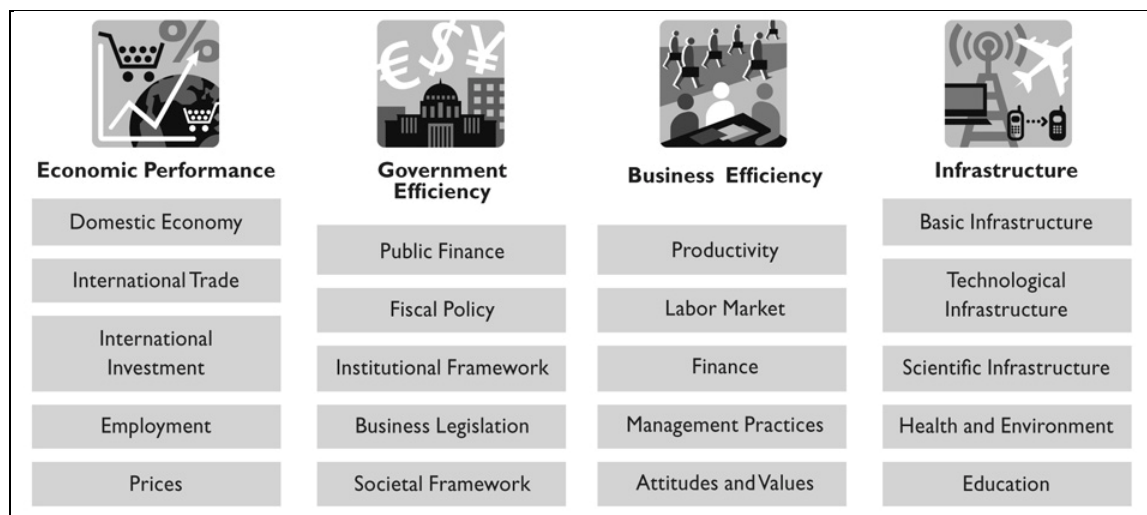 % 
€ $ ¥
Economic Performance
Domestic Economy
International Trade
International
Investment
Employment
Prices
Government
Efficiency
Public Finance
Fiscal Policy
Institutional Framework
Business Legislation
Societal Framework
Business Efficiency
Productivity
Labor Market
Finance
Management Practices
Attitudes and Values
Infrastructure
Basic Infrastructure
Technological
Infrastructure
Scientific Infrastructure
Health and Environment
Education